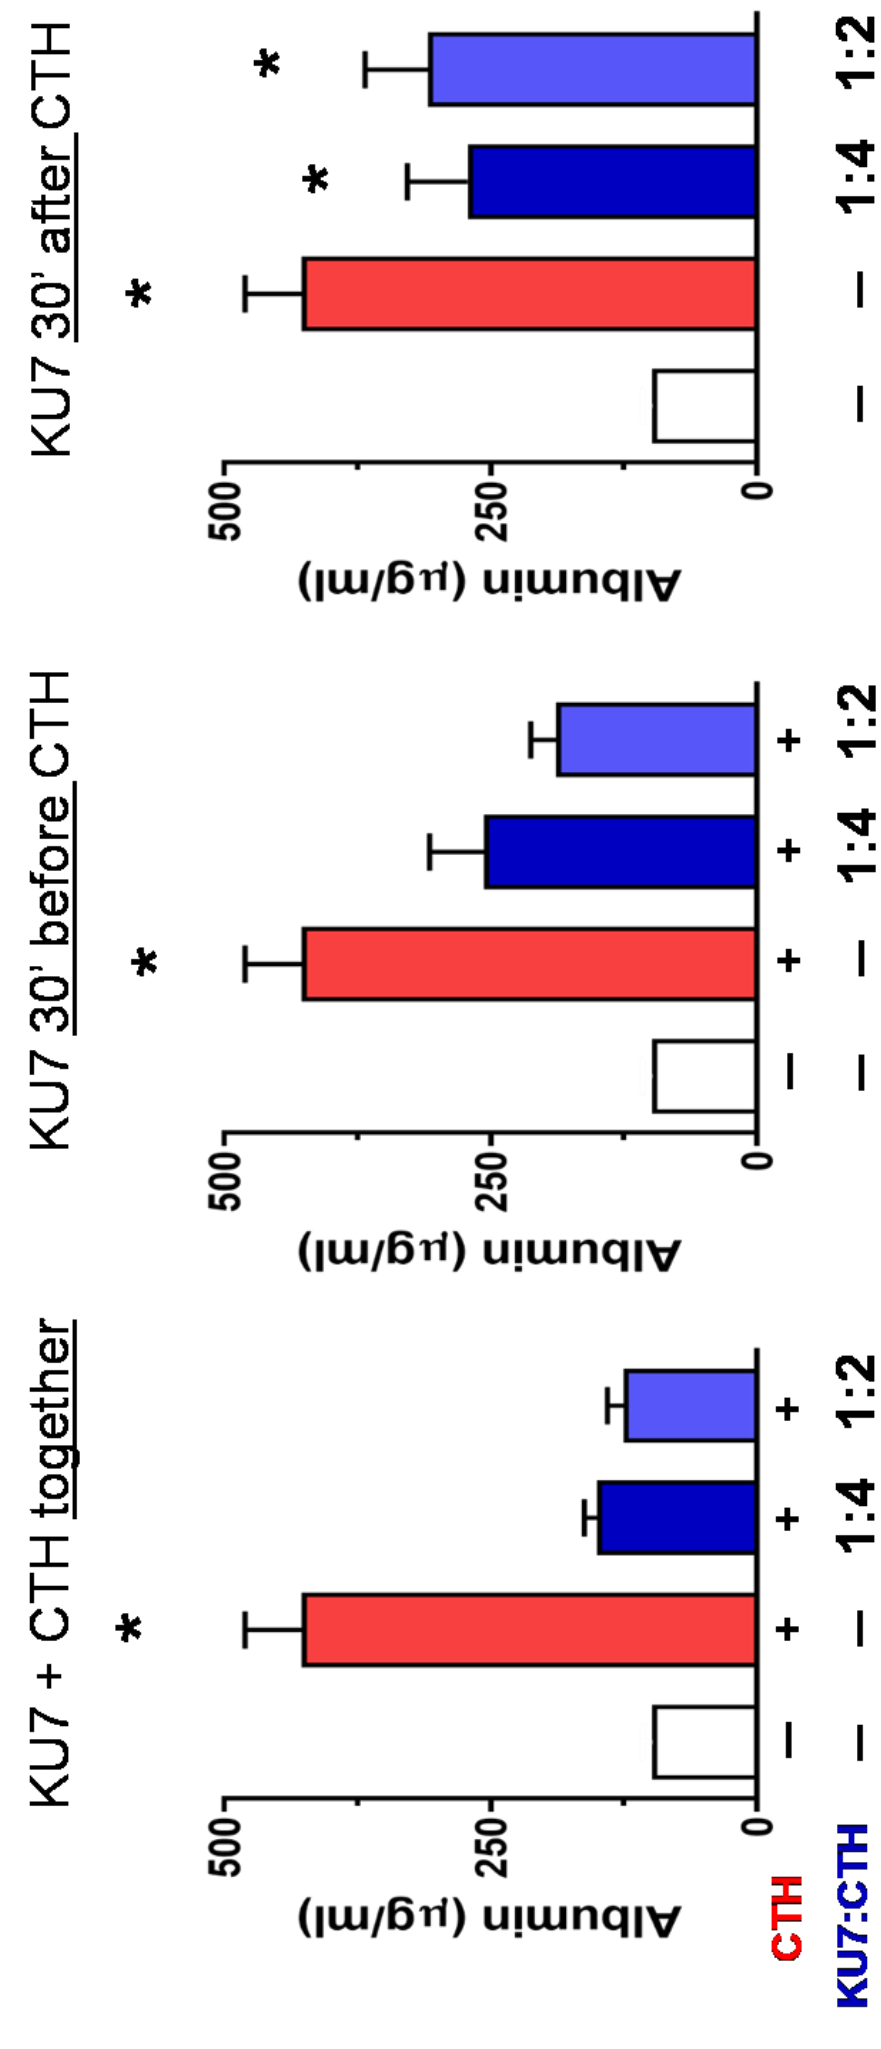 KU7 + CTH together
*
500
250
0
Albumin (μg/ml)
CTH – + + +
KU7:CTH – – 1:4 1:2
KU7 30' before CTH
*
500
250
0
Albumin (μg/ml)
– + + +
– – 1:4 1:2
KU7 30' after CTH
* * *
500
250
0
Albumin (μg/ml)
– – 1:4 1:2